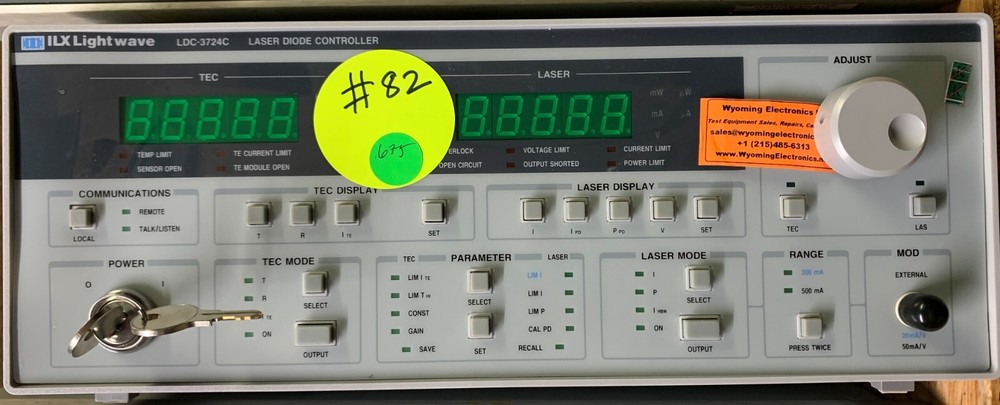 ILX Lightwave LDC-3724C LASER DIODE CONTROLLER
TEC
LASER
ADJUST
#82
.675
mW µW
mA µA
V
Wyoming Electronics
Test Equipment Sales, Repairs,
sales@wyomingelectronic
+1 (215)485-6313
www.WyomingElectronics.
TEMP LIMIT TE CURRENT LIMIT
SENSOR OPEN TE MODULE OPEN
ERLOCK VOLTAGE LIMIT CURRENT LIMIT
OPEN CIRCUIT OUTPUT SHORTED POWER LIMIT
COMMUNICATIONS
REMOTE
TALK/LISTEN
LOCAL
TEC DISPLAY
T R I TE SET
LASER DISPLAY
I I PD P PD V SET
TEC LAS
POWER
O I
TEC MODE
T
R
TE
ON
SELECT
OUTPUT
TEC PARAMETER LASER
LIM I TE
LIM T HI
CONST
GAIN
SAVE
SELECT
SET
LIM I
LIM I
LIM P
CAL PD
RECALL
LASER MODE
I
P
I HBW
ON
SELECT
OUTPUT
RANGE
200 mA
500 mA
PRESS TWICE
MOD
EXTERNAL
20mA/V
50mA/V